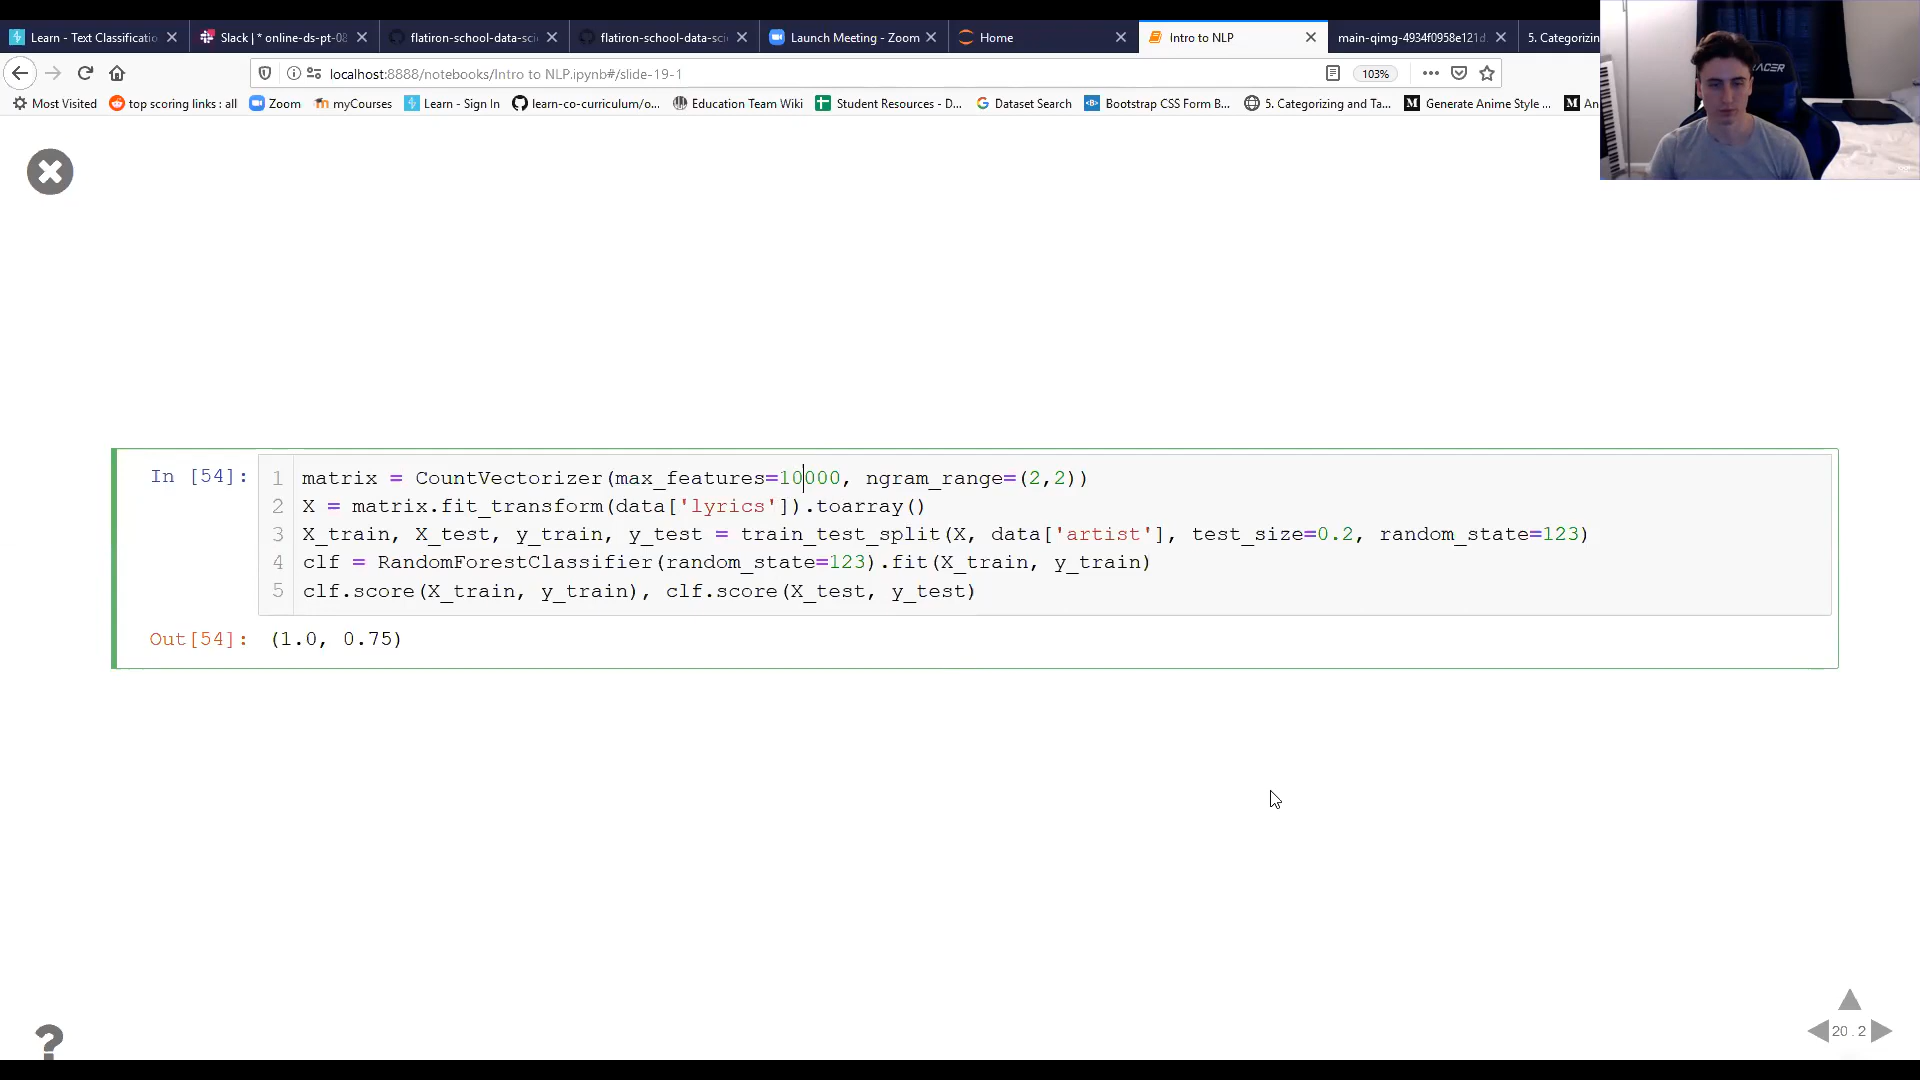 Learn - Text Classificatio
Slack | * online-ds-pt-08
flatiron-school-data-sci
flatiron-school-data-sci
Launch Meeting - Zoom
Home
Intro to NLP
main-qimg-4934f0958e121d
5. Categorizin
localhost:8888/notebooks/Intro to NLP.ipynb#/slide-19-1
103%
Most Visited
top scoring links : all
Zoom
myCourses
Learn - Sign In
learn-co-curriculum/o...
Education Team Wiki
Student Resources - D...
Dataset Search
Bootstrap CSS Form B...
5. Categorizing and Ta...
Generate Anime Style ...
An
RACER
In [54]:
1 matrix = CountVectorizer(max_features=10000, ngram_range=(2,2))
2 X = matrix.fit_transform(data['lyrics']).toarray()
3 X_train, X_test, y_train, y_test = train_test_split(X, data['artist'], test_size=0.2, random_state=123)
4 clf = RandomForestClassifier(random_state=123).fit(X_train, y_train)
5 clf.score(X_train, y_train), clf.score(X_test, y_test)
Out[54]: (1.0, 0.75)
?
20.2